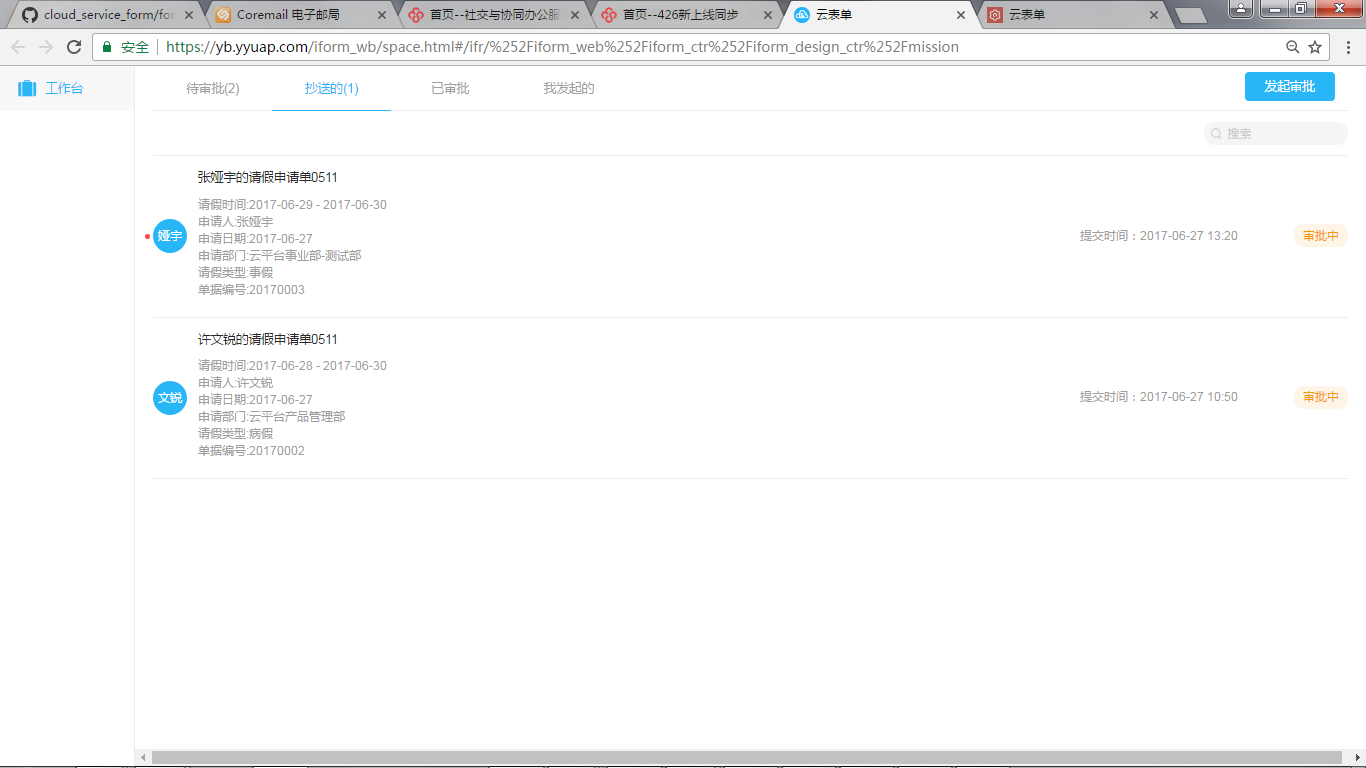 cloud_service_form/for
Coremail 电子邮局
首页--社交与协同办公服
首页--426新上线同步
云表单
云表单
安全
https://yb.yyuap.com/iform_wb/space.html#/ifr/%252Fiform_web%252Fiform_ctr%252Fiform_design_ctr%252Fmission
工作台
待审批(2)
抄送的(1)
已审批
我发起的
发起审批
搜索
张娅宇的请假申请单0511
请假时间:2017-06-29 - 2017-06-30
申请人:张娅宇
申请日期:2017-06-27
申请部门:云平台事业部-测试部
请假类型:事假
单据编号:20170003
娅宇
提交时间：2017-06-27 13:20
审批中
许文锐的请假申请单0511
请假时间:2017-06-28 - 2017-06-30
申请人:许文锐
申请日期:2017-06-27
申请部门:云平台产品管理部
请假类型:病假
单据编号:20170002
文锐
提交时间：2017-06-27 10:50
审批中